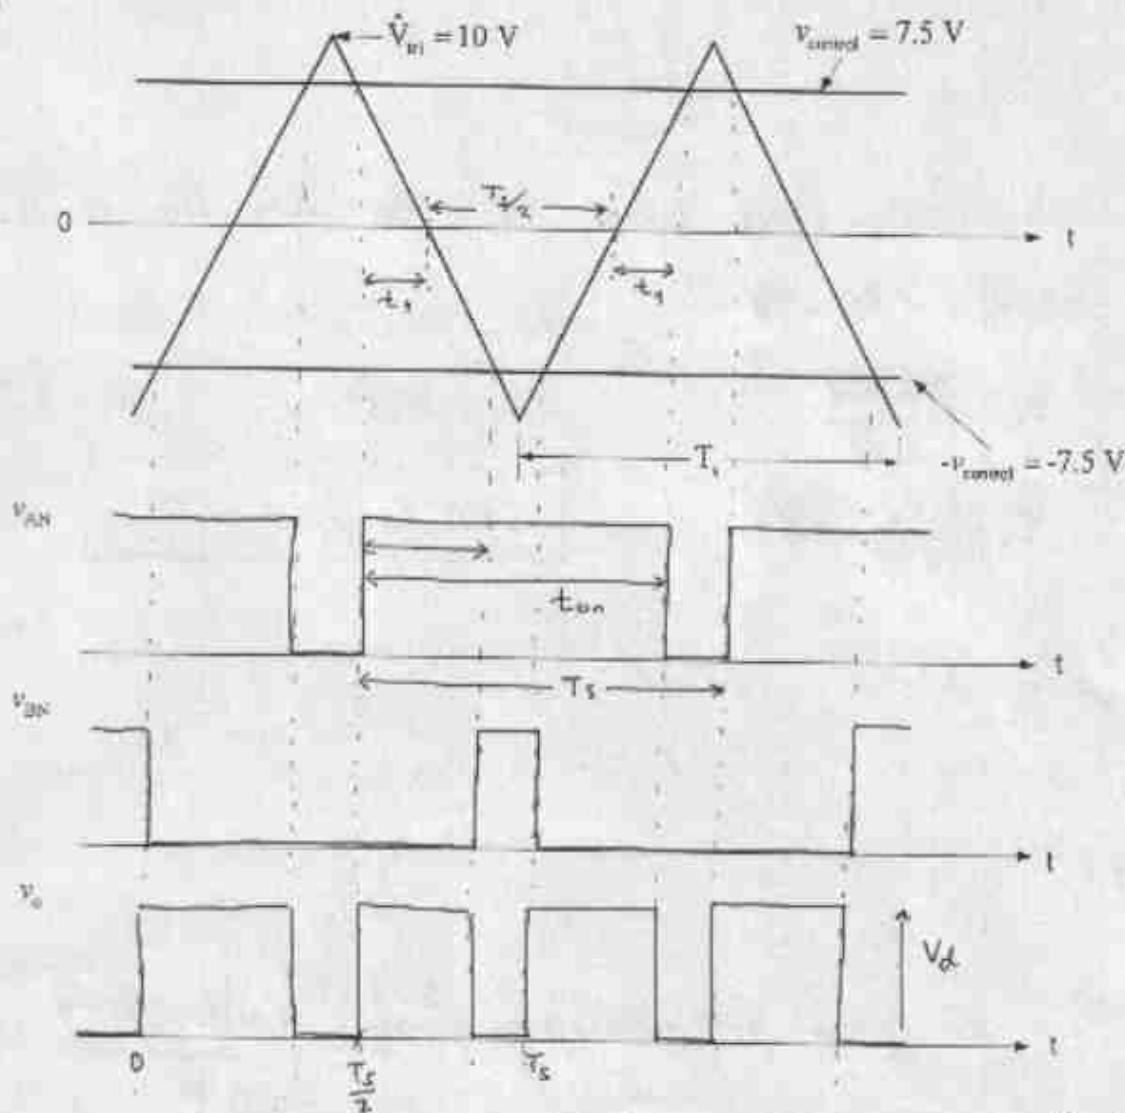 V̂tri = 10 V
vcontrol = 7.5 V
Ts/2
0
t
t1
t1
Ts
-vcontrol = -7.5 V
vAN
ton
t
Ts
vBN
t
vo
Vd
t
0
Ts/2
Ts